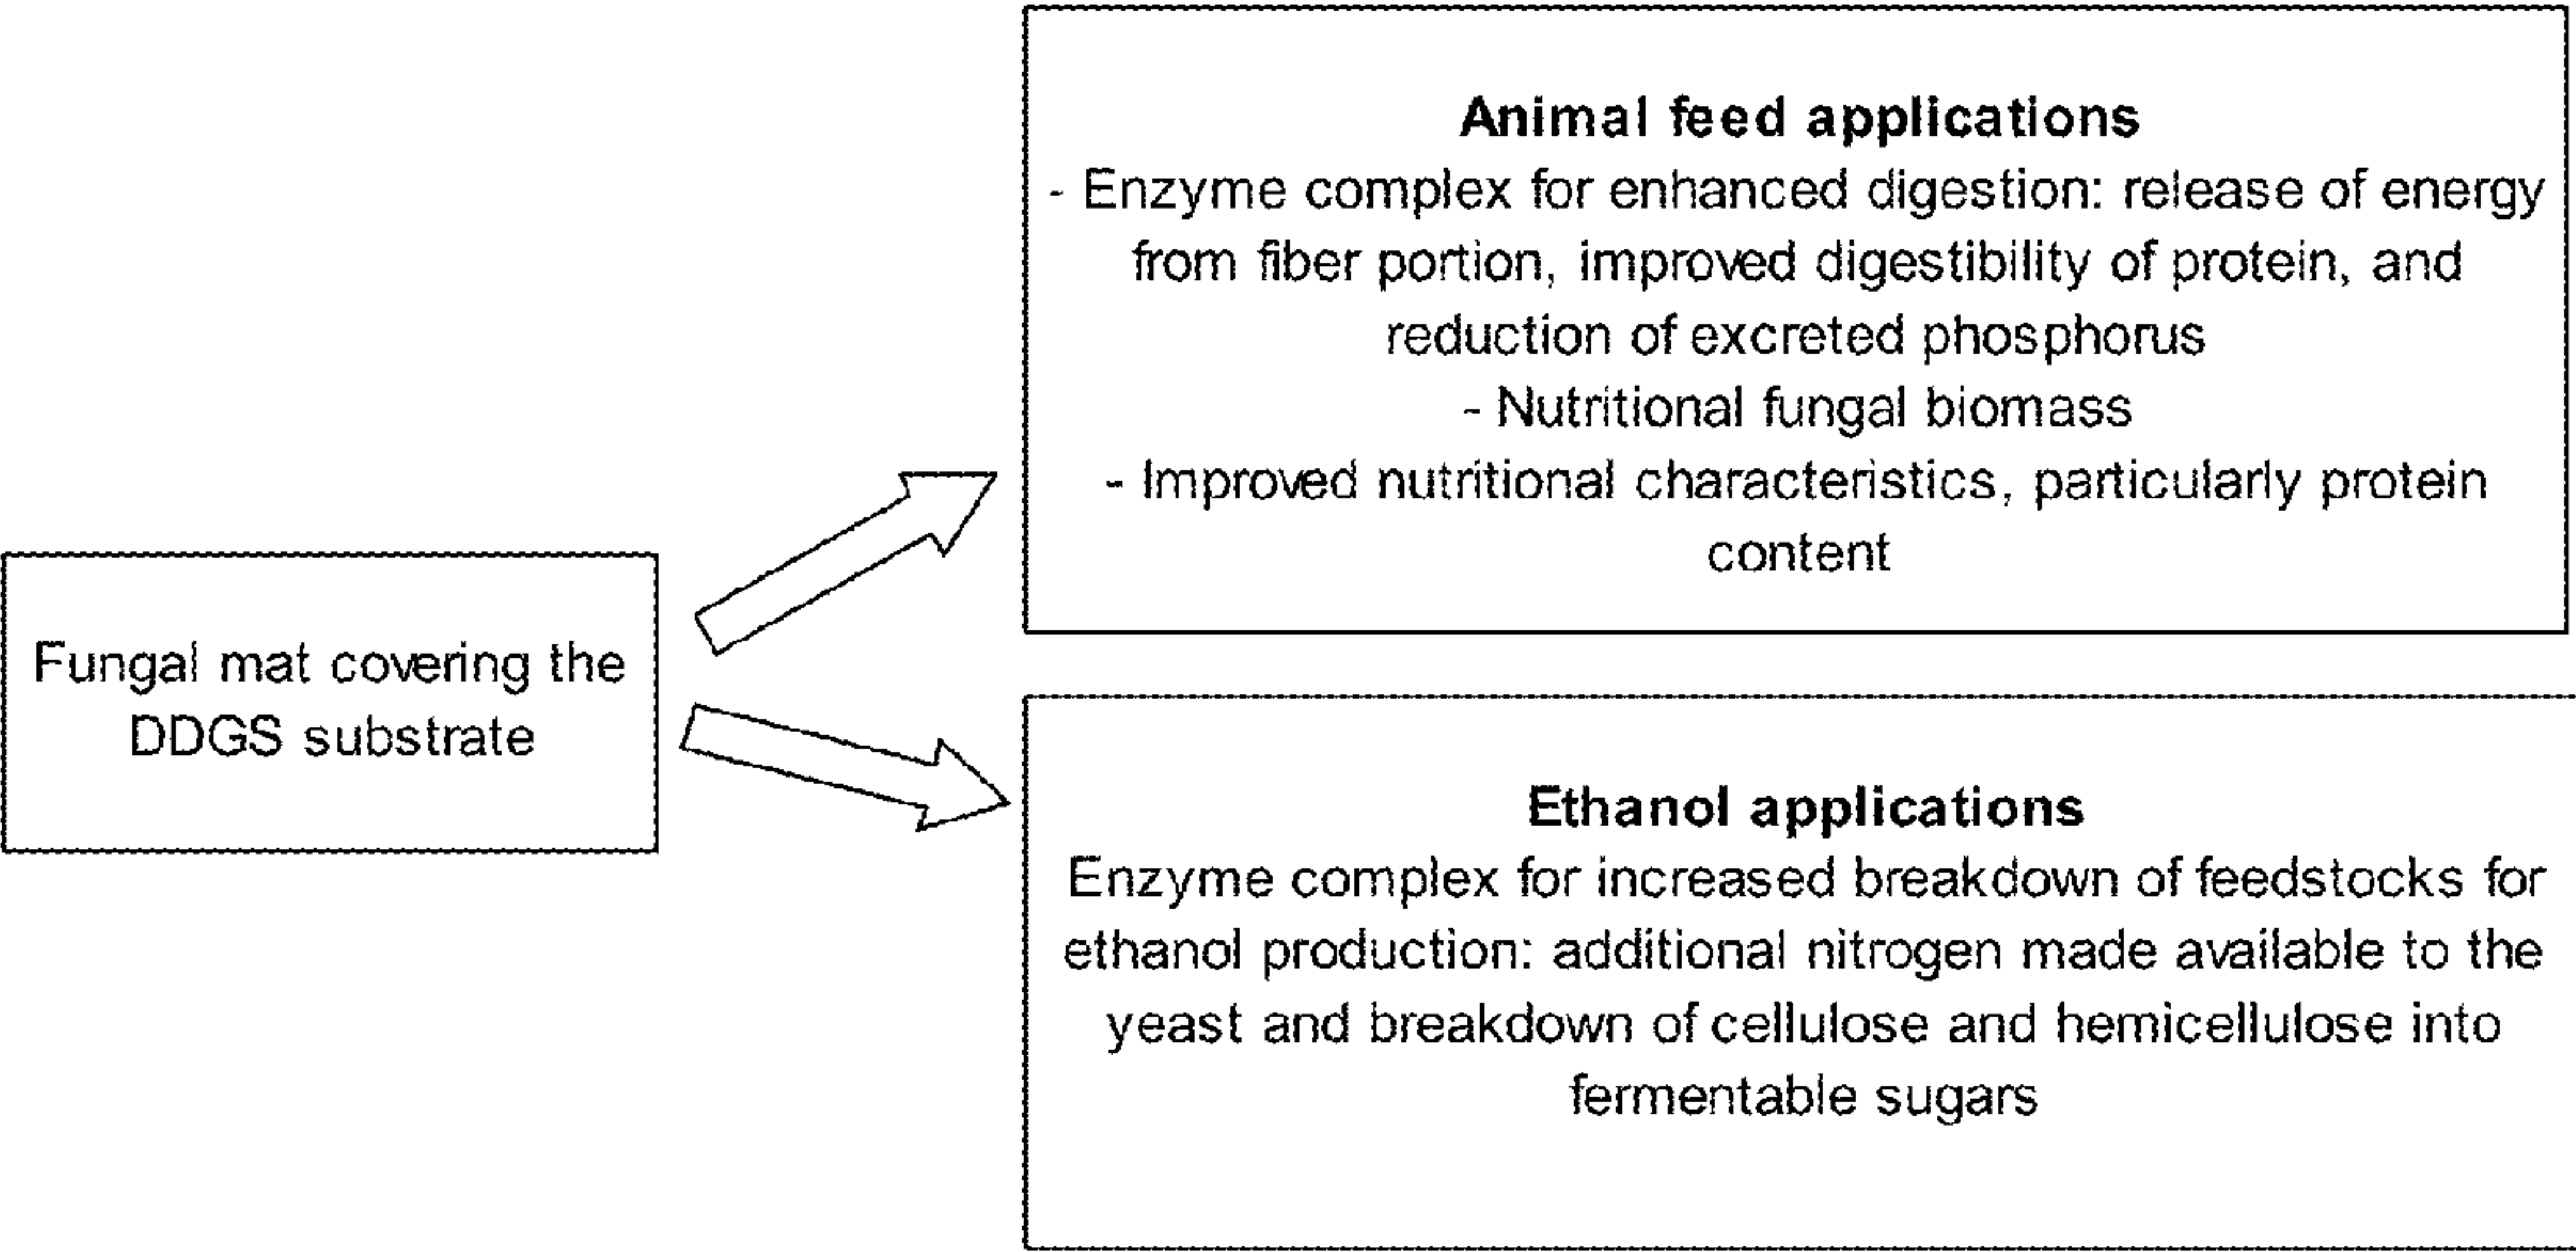 Animal feed applications
- Enzyme complex for enhanced digestion: release of energy
from fiber portion, improved digestibility of protein, and
reduction of excreted phosphorus
- Nutritional fungal biomass
- Improved nutritional characteristics, particularly protein
content
Fungal mat covering the
DDGS substrate
Ethanol applications
Enzyme complex for increased breakdown of feedstocks for
ethanol production: additional nitrogen made available to the
yeast and breakdown of cellulose and hemicellulose into
fermentable sugars